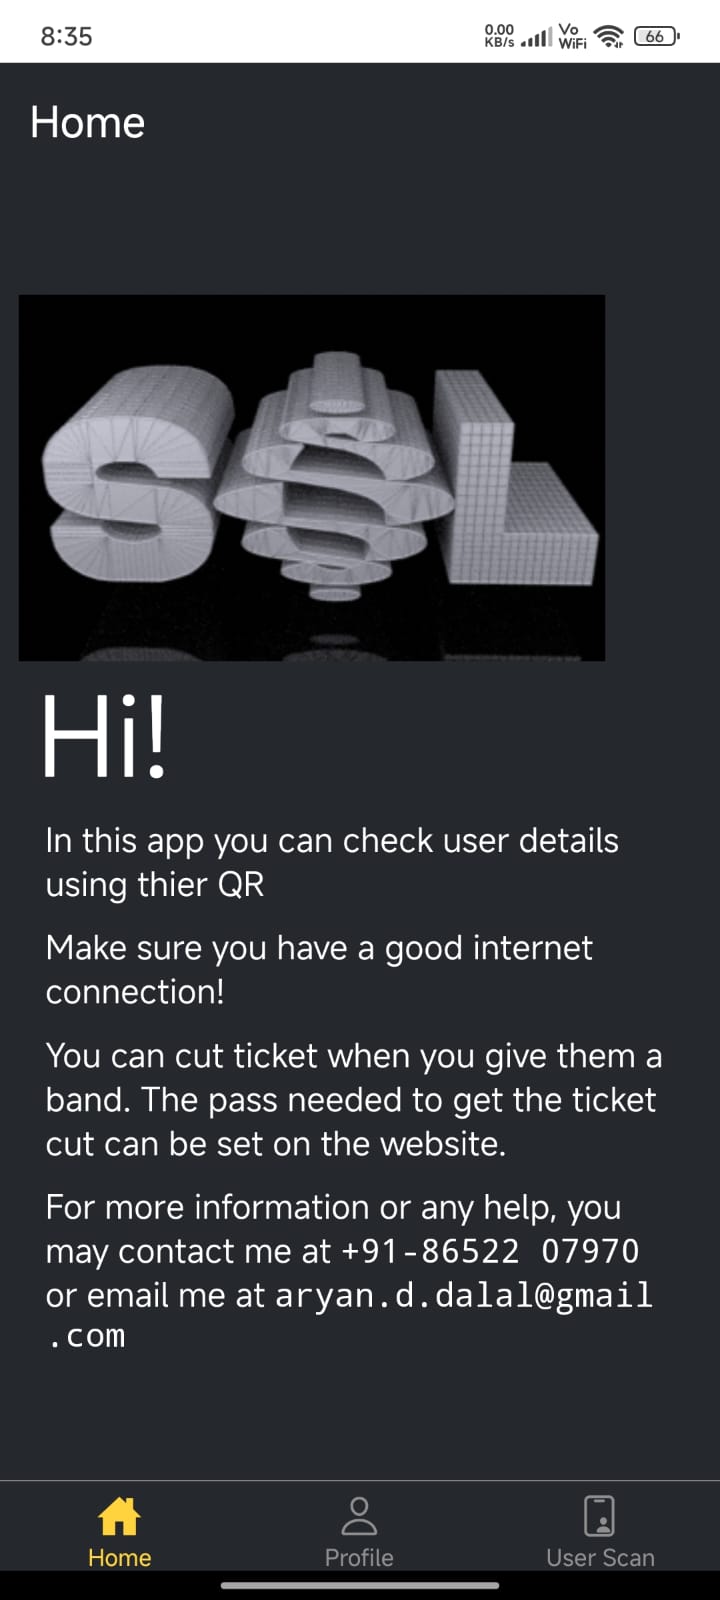 8:35
0.00
KB/s
Vo
WiFi
66
Home
SOL
Hi!
In this app you can check user details
using thier QR
Make sure you have a good internet
connection!
You can cut ticket when you give them a
band. The pass needed to get the ticket
cut can be set on the website.
For more information or any help, you
may contact me at +91-86522 07970
or email me at aryan.d.dalal@gmail
.com
Home
Profile
User Scan